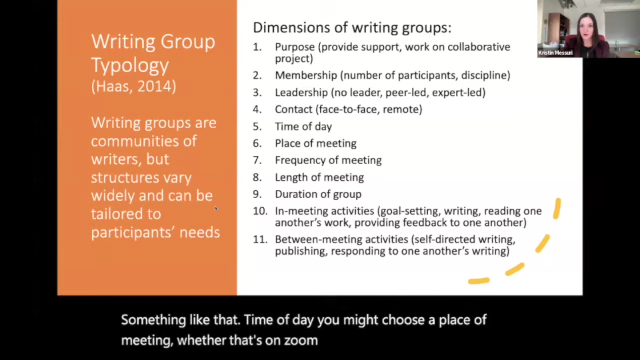 Writing Group
Typology
(Haas, 2014)
Writing groups are
communities of
writers, but
structures vary
widely and can be
tailored to
participants' needs
Dimensions of writing groups:
1. Purpose (provide support, work on collaborative
project)
2. Membership (number of participants, discipline)
3. Leadership (no leader, peer-led, expert-led)
4. Contact (face-to-face, remote)
5. Time of day
6. Place of meeting
7. Frequency of meeting
8. Length of meeting
9. Duration of group
10. In-meeting activities (goal-setting, writing, reading one
another's work, providing feedback to one another)
11. Between-meeting activities (self-directed writing,
publishing, responding to one another's writing)
Kristin Messuri
Something like that. Time of day you might choose a place of
meeting, whether that's on zoom